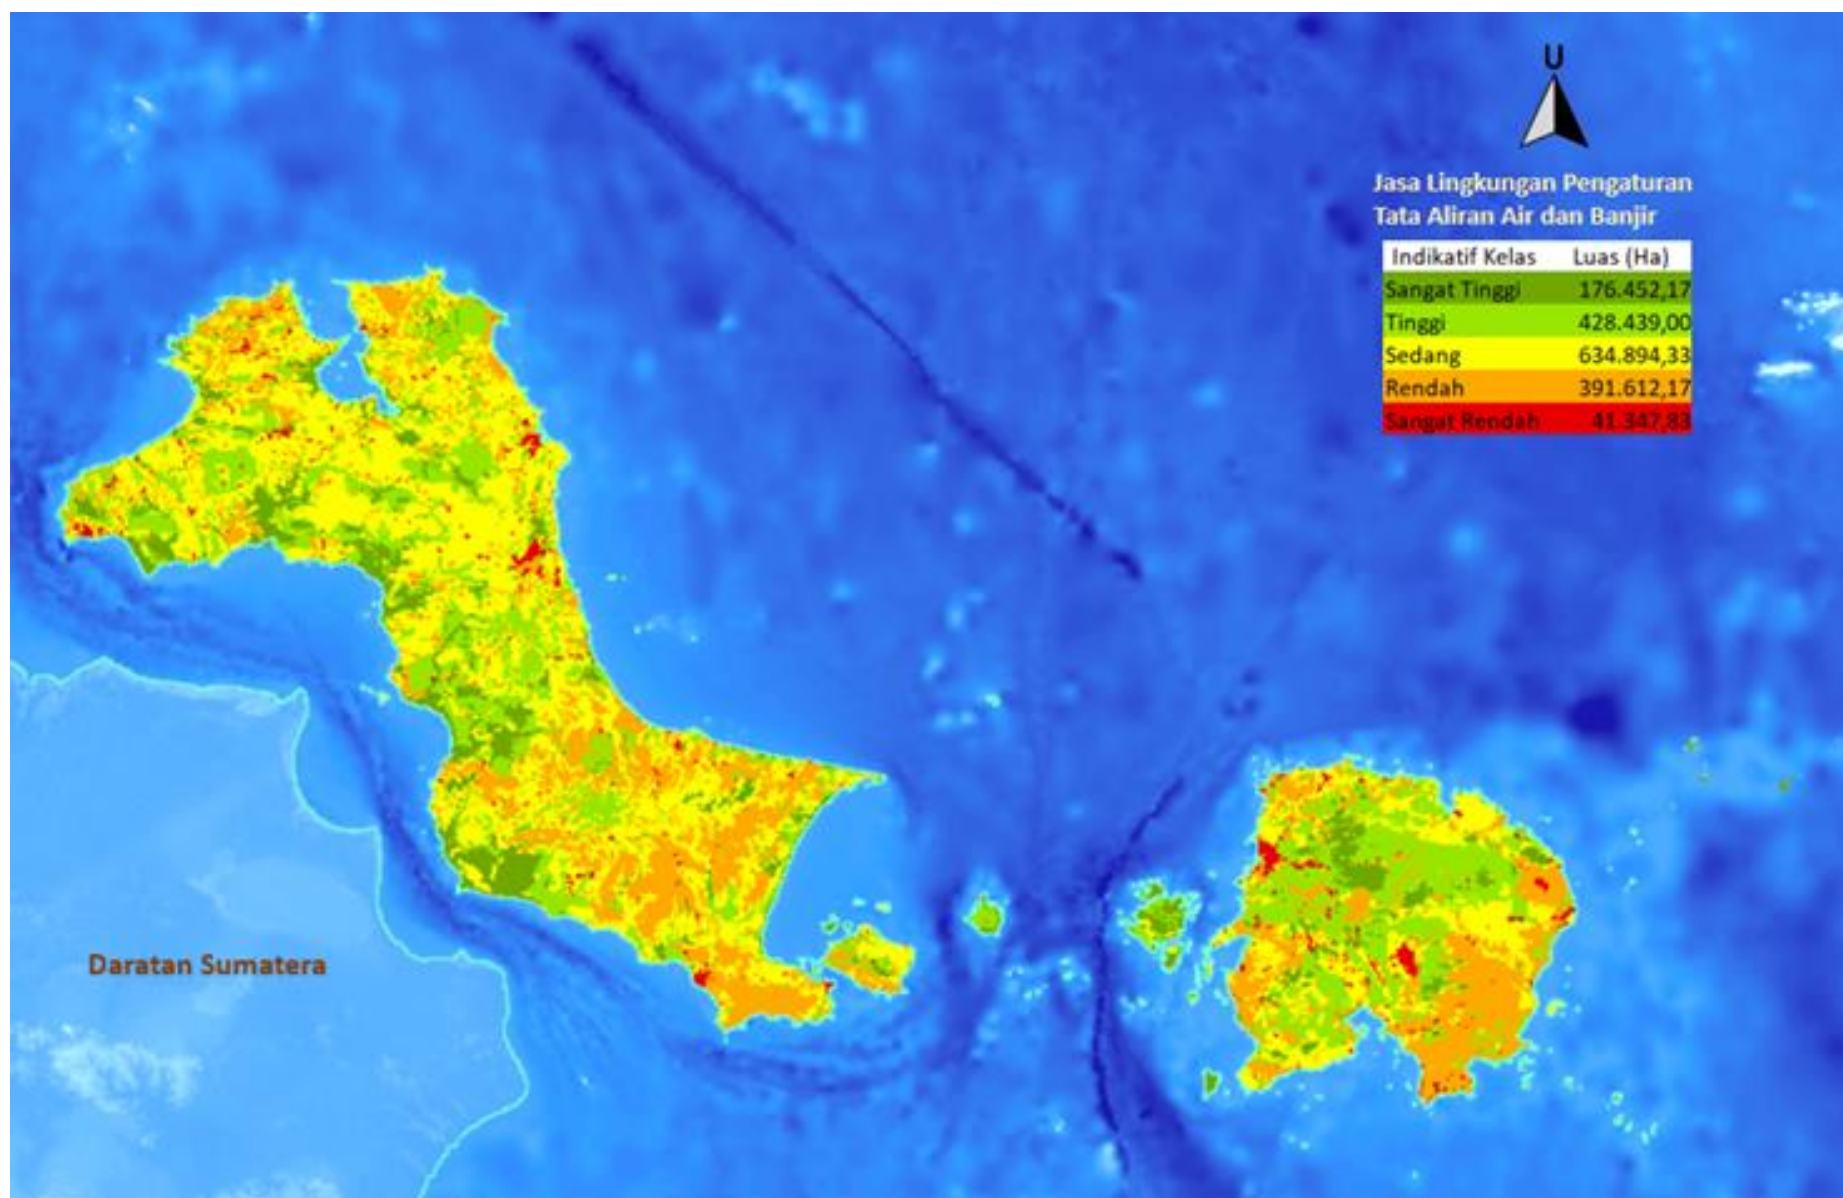 U
Jasa Lingkungan Pengaturan
Tata Aliran Air dan Banjir
Indikatif Kelas Luas (Ha)
Sangat Tinggi 176.452,17
Tinggi 428.439,00
Sedang 634.894,33
Rendah 391.612,17
Sangat Rendah 41.347,83
Daratan Sumatera